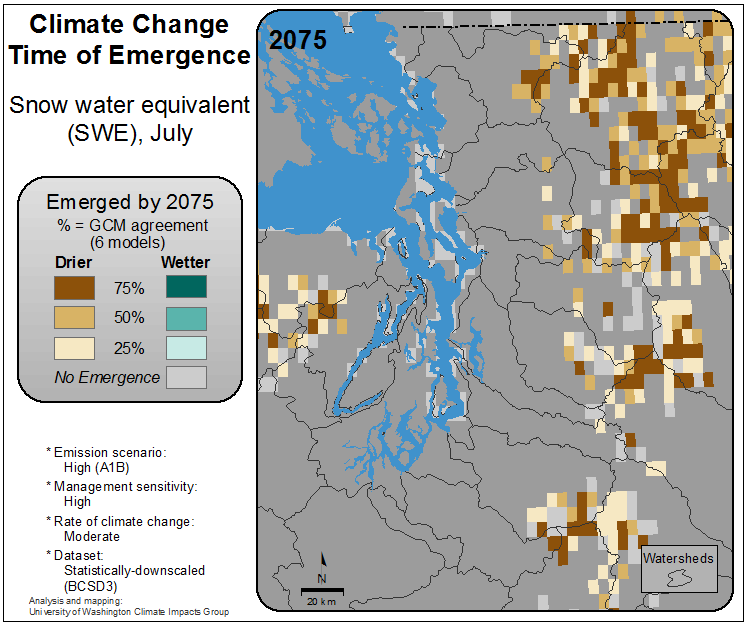 Climate Change
Time of Emergence
Snow water equivalent
(SWE), July
Emerged by 2075
% = GCM agreement
(6 models)
Drier Wetter
75%
50%
25%
No Emergence
* Emission scenario:
High (A1B)
* Management sensitivity:
High
* Rate of climate change:
Moderate
* Dataset:
Statistically-downscaled
(BCSD3)
Analysis and mapping:
University of Washington Climate Impacts Group
2075
N
20 km
Watersheds